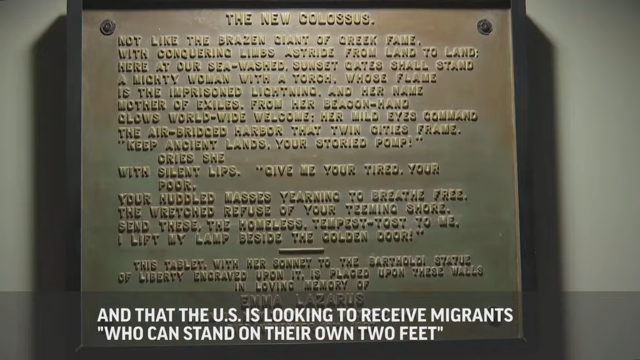 THE NEW COLOSSUS.
NOT LIKE THE BRAZEN GIANT OF GREEK FAME,
WITH CONQUERING LIMBS ASTRIDE FROM LAND TO LAND;
HERE AT OUR SEA-WASHED, SUNSET GATES SHALL STAND
A MIGHTY WOMAN WITH A TORCH, WHOSE FLAME
IS THE IMPRISONED LIGHTNING, AND HER NAME
MOTHER OF EXILES. FROM HER BEACON-HAND
GLOWS WORLD-WIDE WELCOME; HER MILD EYES COMMAND
THE AIR-BRIDGED HARBOR THAT TWIN CITIES FRAME.
"KEEP ANCIENT LANDS, YOUR STORIED POMP!"
CRIES SHE
WITH SILENT LIPS. "GIVE ME YOUR TIRED, YOUR
POOR,
YOUR HUDDLED MASSES YEARNING TO BREATHE FREE,
THE WRETCHED REFUSE OF YOUR TEEMING SHORE.
SEND THESE, THE HOMELESS, TEMPEST-TOST TO ME,
I LIFT MY LAMP BESIDE THE GOLDEN DOOR!"
THIS TABLET, WITH HER SONNET TO THE BARTHOLDI STATUE
OF LIBERTY ENGRAVED UPON IT, IS PLACED UPON THESE WALLS
IN LOVING MEMORY OF
EMMA LAZARUS
AND THAT THE U.S. IS LOOKING TO RECEIVE MIGRANTS
"WHO CAN STAND ON THEIR OWN TWO FEET"